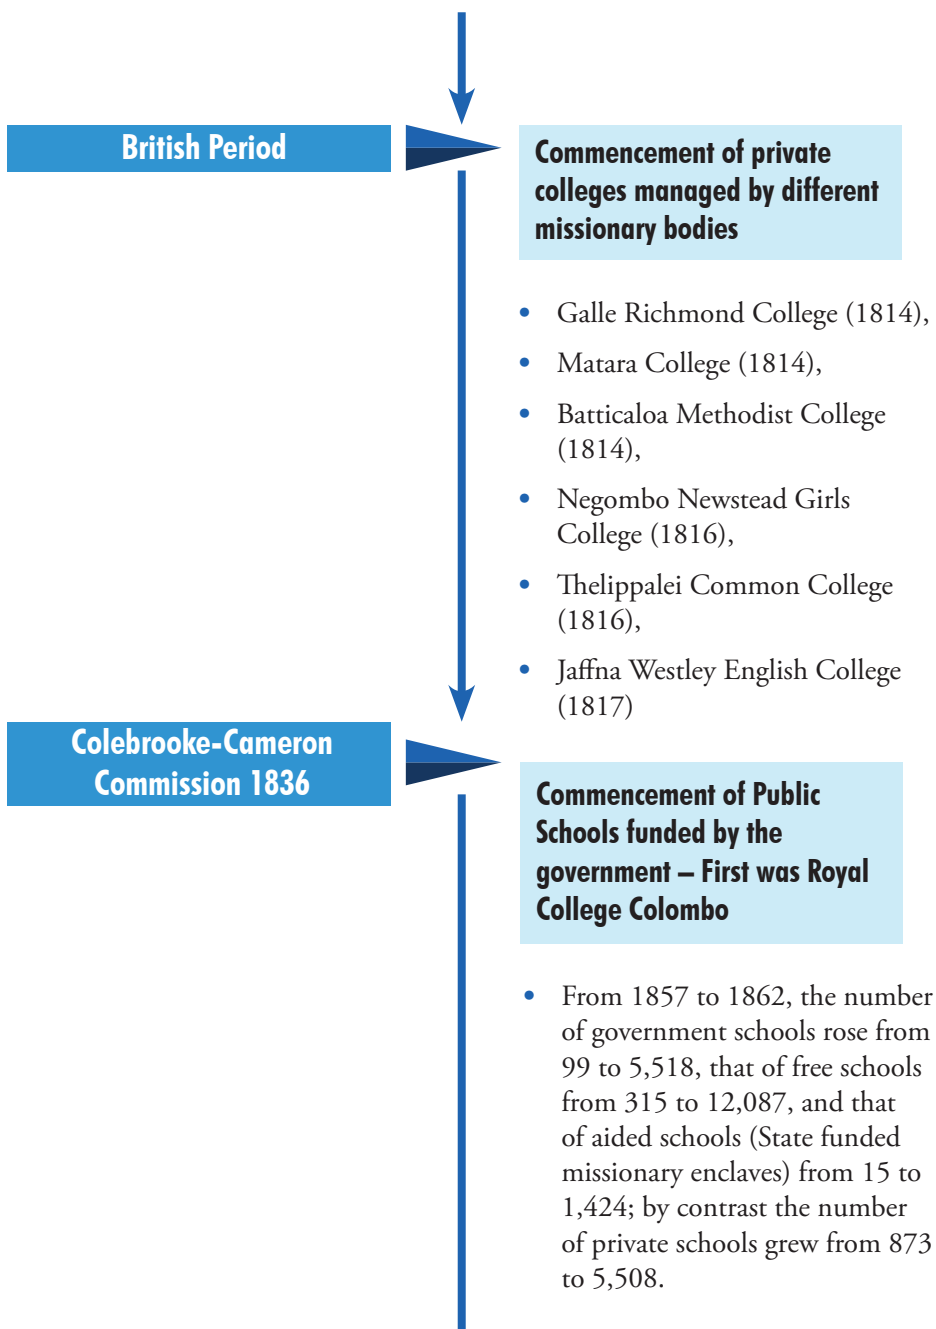 British Period
Commencement of private
colleges managed by different
missionary bodies
• Galle Richmond College (1814),
• Matara College (1814),
• Batticaloa Methodist College
(1814),
• Negombo Newstead Girls
College (1816),
• Thelippalei Common College
(1816),
• Jaffna Westley English College
(1817)
Colebrooke-Cameron
Commission 1836
Commencement of Public
Schools funded by the
government – First was Royal
College Colombo
• From 1857 to 1862, the number
of government schools rose from
99 to 5,518, that of free schools
from 315 to 12,087, and that
of aided schools (State funded
missionary enclaves) from 15 to
1,424; by contrast the number
of private schools grew from 873
to 5,508.